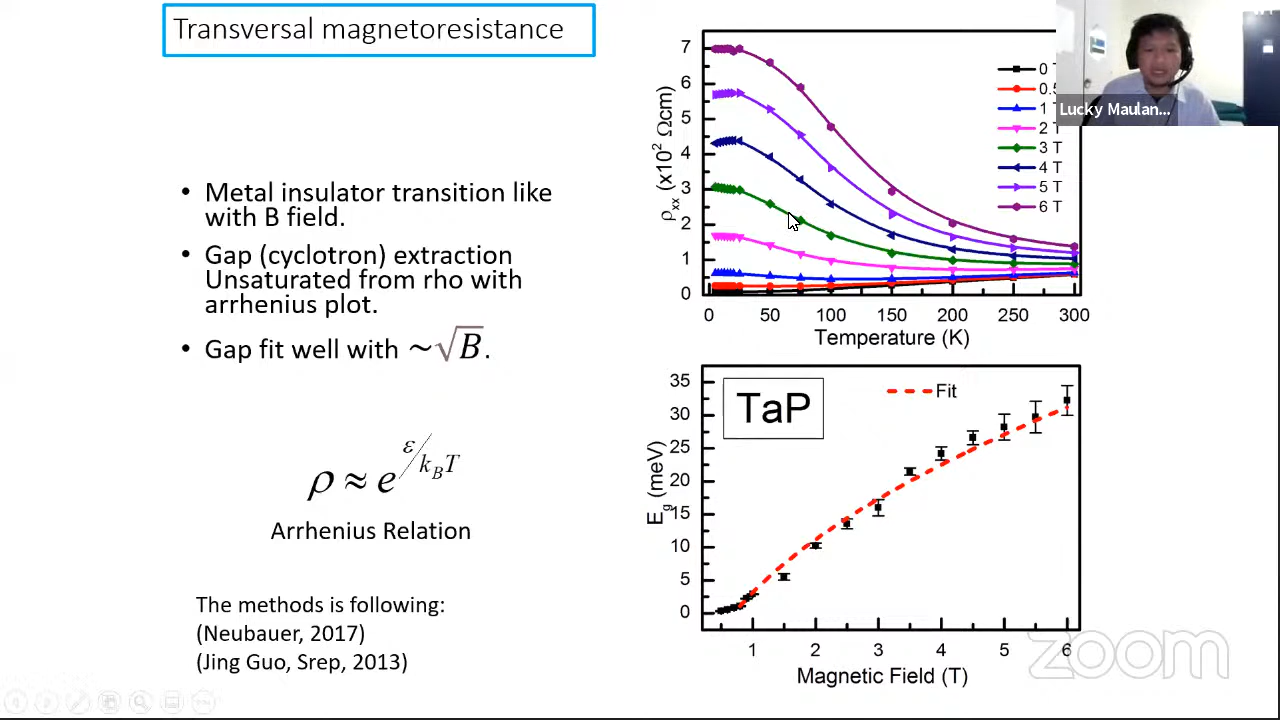 Transversal magnetoresistance
• Metal insulator transition like
with B field.
• Gap (cyclotron) extraction
Unsaturated from rho with
arrhenius plot.
• Gap fit well with ~√B.
ρ ≈ e^(ε/k_B T)
Arrhenius Relation
The methods is following:
(Neubauer, 2017)
(Jing Guo, Srep, 2013)
7
6
5
4
3
2
1
0
ρxx (x10² Ωcm)
0 50 100 150 200 250 300
Temperature (K)
0 T
0.5
1 T
2 T
3 T
4 T
5 T
6 T
Lucky Maulan...
35
30
25
20
15
10
5
0
Eg (meV)
TaP
Fit
1 2 3 4 5 6
Magnetic Field (T)
zoom